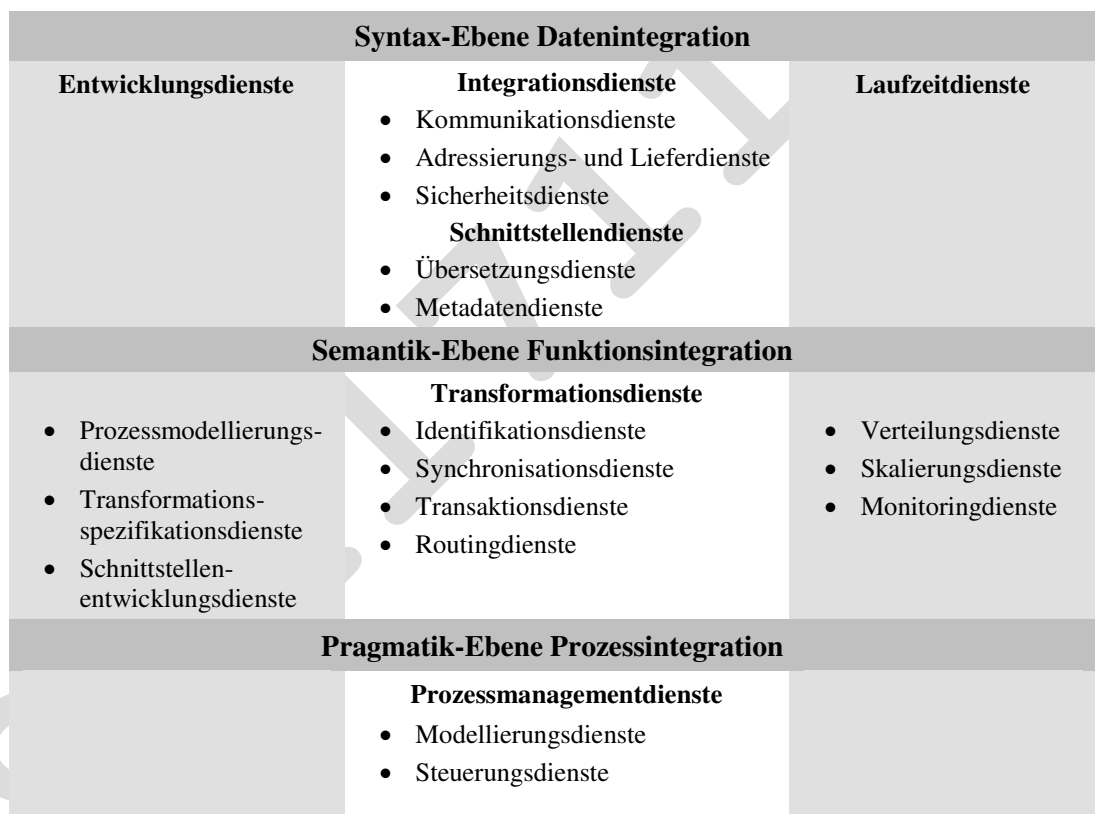 Syntax-Ebene Datenintegration
Entwicklungsdienste
Integrationsdienste
• Kommunikationsdienste
• Adressierungs- und Lieferdienste
• Sicherheitsdienste
Schnittstellendienste
• Übersetzungsdienste
• Metadatendienste
Laufzeitdienste
Semantik-Ebene Funktionsintegration
• Prozessmodellierungs-
dienste
• Transformations-
spezifikationsdienste
• Schnittstellen-
entwicklungsdienste
Transformationsdienste
• Identifikationsdienste
• Synchronisationsdienste
• Transaktionsdienste
• Routingdienste
• Verteilungsdienste
• Skalierungsdienste
• Monitoringdienste
Pragmatik-Ebene Prozessintegration
Prozessmanagementdienste
• Modellierungsdienste
• Steuerungsdienste